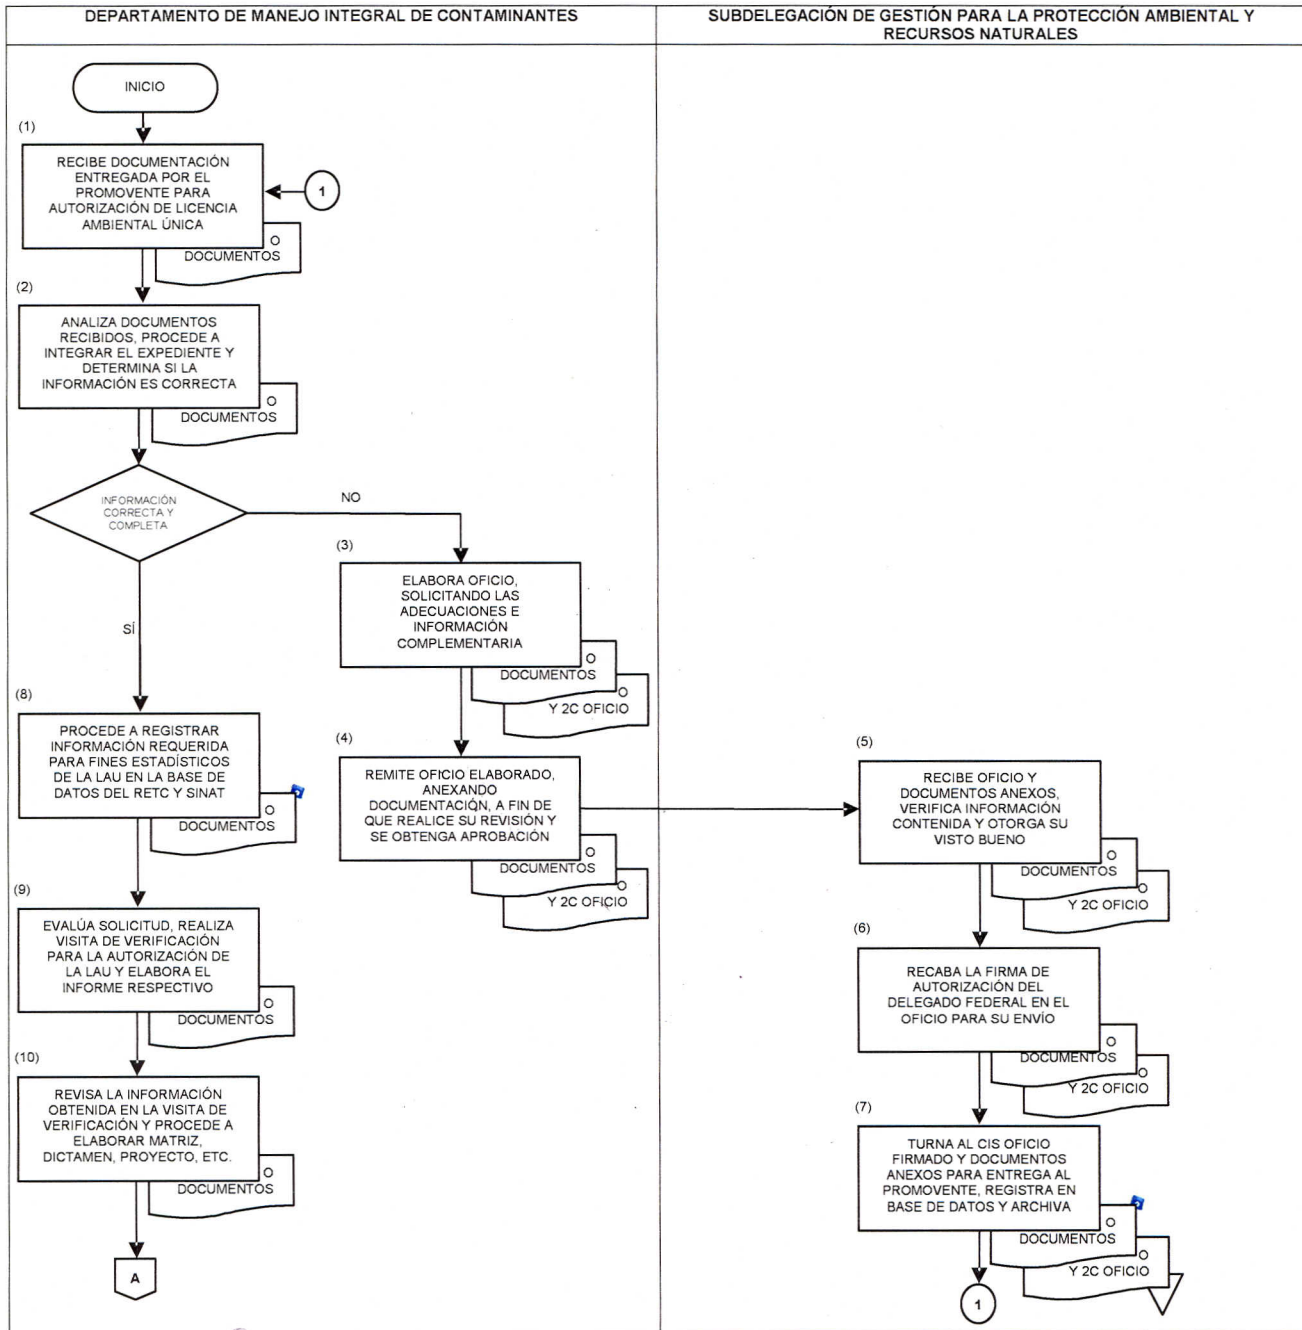 DEPARTAMENTO DE MANEJO INTEGRAL DE CONTAMINANTES
SUBDELEGACIÓN DE GESTIÓN PARA LA PROTECCIÓN AMBIENTAL Y
RECURSOS NATURALES
INICIO
(1)
RECIBE DOCUMENTACIÓN
ENTREGADA POR EL
PROMOVENTE PARA
AUTORIZACIÓN DE LICENCIA
AMBIENTAL ÚNICA
1
O
DOCUMENTOS
(2)
ANALIZA DOCUMENTOS
RECIBIDOS, PROCEDE A
INTEGRAR EL EXPEDIENTE Y
DETERMINA SI LA
INFORMACIÓN ES CORRECTA
O
DOCUMENTOS
INFORMACIÓN
CORRECTA Y
COMPLETA
NO
SÍ
(3)
ELABORA OFICIO,
SOLICITANDO LAS
ADECUACIONES E
INFORMACIÓN
COMPLEMENTARIA
O
DOCUMENTOS
O
Y 2C OFICIO
(4)
REMITE OFICIO ELABORADO,
ANEXANDO
DOCUMENTACIÓN, A FIN DE
QUE REALICE SU REVISIÓN Y
SE OBTENGA APROBACIÓN
O
DOCUMENTOS
O
Y 2C OFICIO
(5)
RECIBE OFICIO Y
DOCUMENTOS ANEXOS,
VERIFICA INFORMACIÓN
CONTENIDA Y OTORGA SU
VISTO BUENO
O
DOCUMENTOS
O
Y 2C OFICIO
(6)
RECABA LA FIRMA DE
AUTORIZACIÓN DEL
DELEGADO FEDERAL EN EL
OFICIO PARA SU ENVÍO
O
DOCUMENTOS
O
Y 2C OFICIO
(7)
TURNA AL CIS OFICIO
FIRMADO Y DOCUMENTOS
ANEXOS PARA ENTREGA AL
PROMOVENTE, REGISTRA EN
BASE DE DATOS Y ARCHIVA
O
DOCUMENTOS
O
Y 2C OFICIO
1
(8)
PROCEDE A REGISTRAR
INFORMACIÓN REQUERIDA
PARA FINES ESTADÍSTICOS
DE LA LAU EN LA BASE DE
DATOS DEL RETC Y SINAT
O
DOCUMENTOS
(9)
EVALÚA SOLICITUD, REALIZA
VISITA DE VERIFICACIÓN
PARA LA AUTORIZACIÓN DE
LA LAU Y ELABORA EL
INFORME RESPECTIVO
O
DOCUMENTOS
(10)
REVISA LA INFORMACIÓN
OBTENIDA EN LA VISITA DE
VERIFICACIÓN Y PROCEDE A
ELABORAR MATRIZ,
DICTAMEN, PROYECTO, ETC.
O
DOCUMENTOS
A